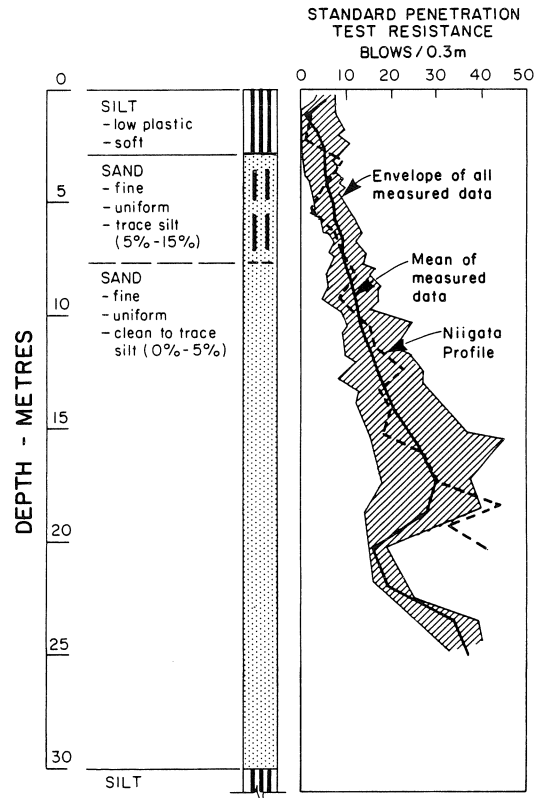 STANDARD PENETRATION
TEST RESISTANCE
BLOWS/0.3m
0 10 20 30 40 50
DEPTH - METRES
0
5
10
15
20
25
30
SILT
- low plastic
- soft
SAND
- fine
- uniform
- trace silt
(5%-15%)
SAND
- fine
- uniform
- clean to trace
silt (0%-5%)
SILT
Envelope of all
measured data
Mean of
measured
data
Niigata
Profile